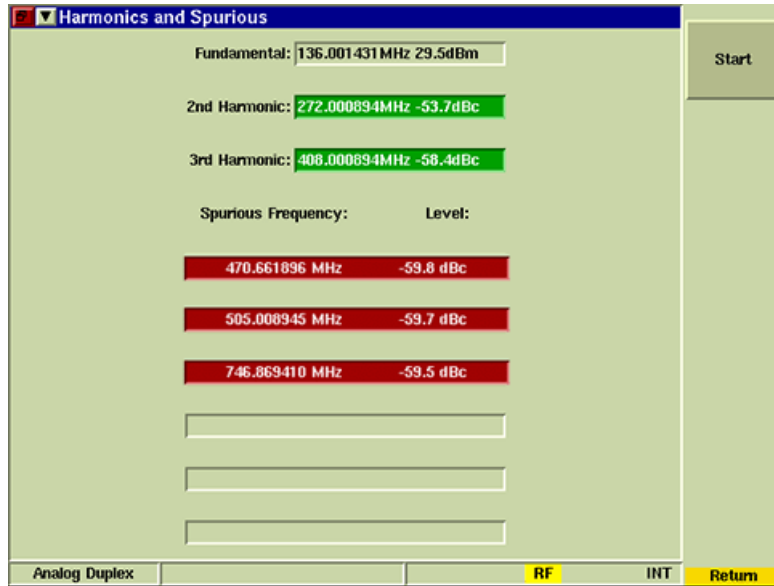 Harmonics and Spurious
Start
Fundamental: 136.001431MHz 29.5dBm
2nd Harmonic: 272.000894MHz -53.7dBc
3rd Harmonic: 408.000894MHz -58.4dBc
Spurious Frequency: Level:
470.661896 MHz -59.8 dBc
505.008945 MHz -59.7 dBc
746.869410 MHz -59.5 dBc
Analog Duplex RF INT Return